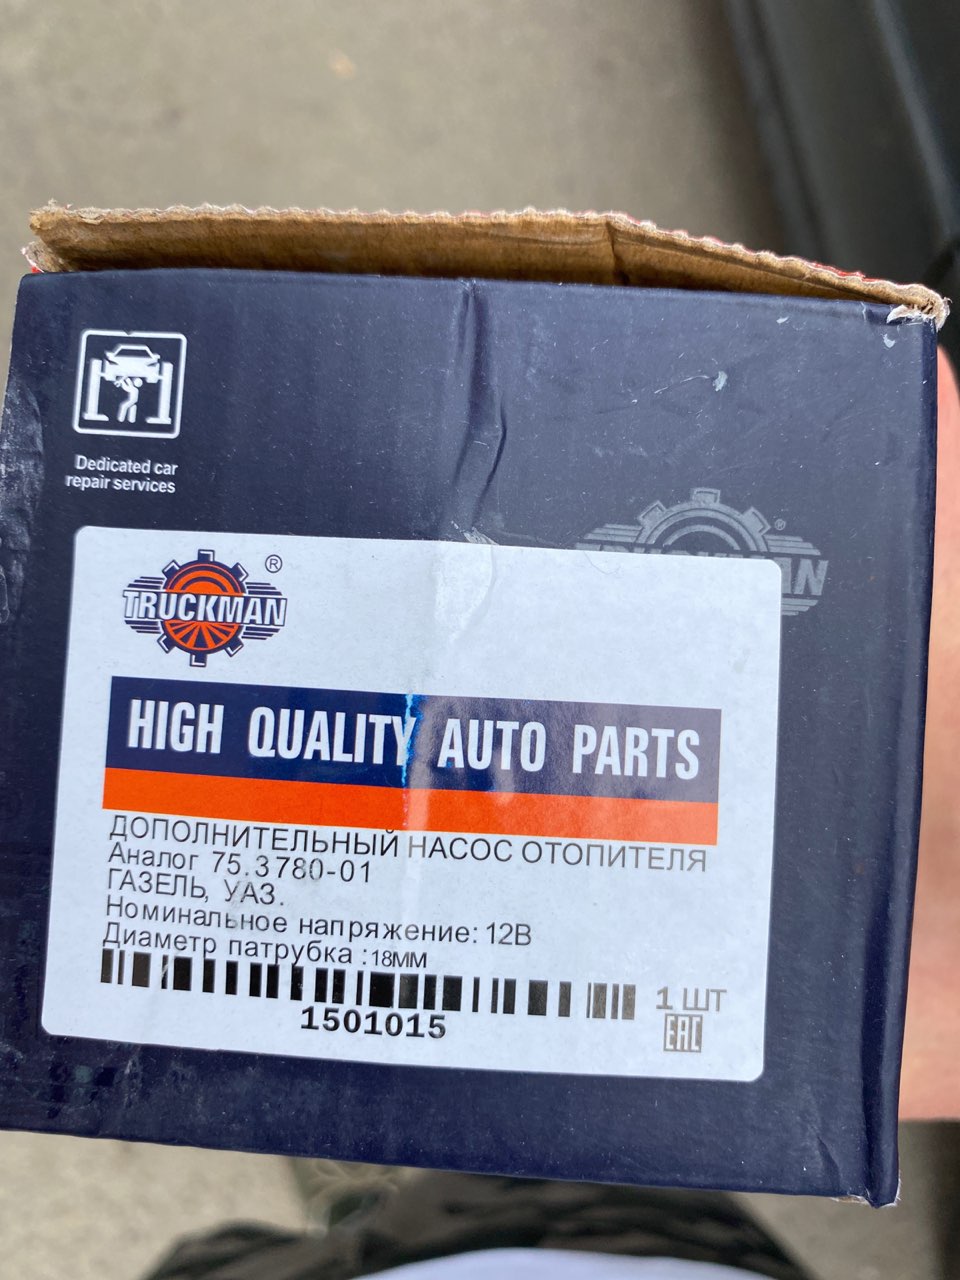 Dedicated car
repair services
TRUCKMAN
TRUCKMAN ®
HIGH QUALITY AUTO PARTS
ДОПОЛНИТЕЛЬНЫЙ НАСОС ОТОПИТЕЛЯ
Аналог 75.3780-01
ГАЗЕЛЬ, УАЗ.
Номинальное напряжение: 12В
Диаметр патрубка :18мм
1501015
1 ШТ
EAC